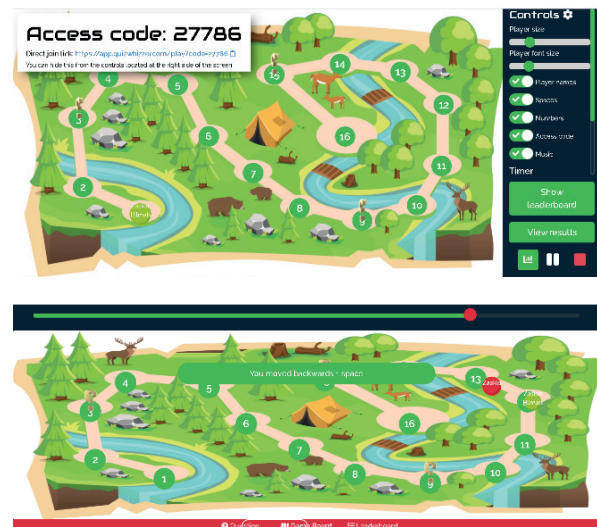 Access code: 27786
Direct join link: https://app.quizwhizzer.com/play?code=27786
You can hide this from the controls located at the right side of the screen
Controls
Player size
Player font size
Player names
Spaces
Numbers
Access code
Music
Timer
Show
leaderboard
View results
4
5
3
2
6
7
8
9
10
11
12
13
14
15
16
You moved backwards 1 space
4
5
3
2
1
6
7
8
9
10
11
13
16
Question
Game Board
Leaderboard